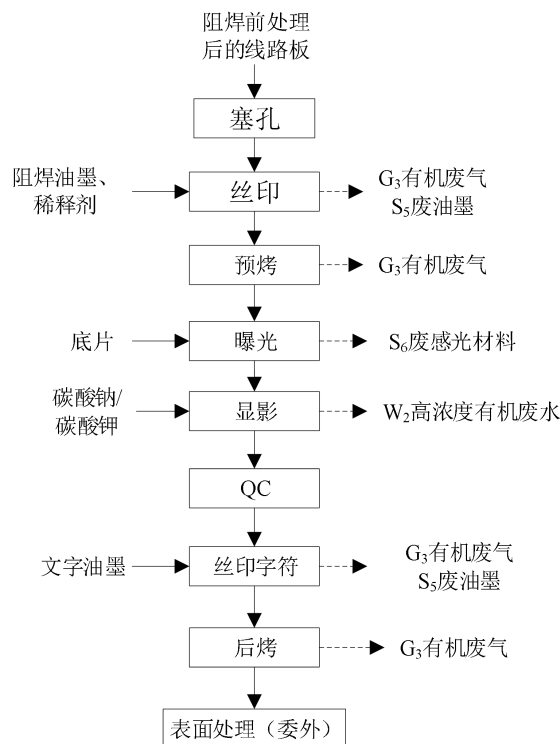 阻焊前处理
后的线路板
塞孔
阻焊油墨、
稀释剂
丝印
G3有机废气
S5废油墨
预烤
G3有机废气
底片
曝光
S6废感光材料
碳酸钠/
碳酸钾
显影
W2高浓度有机废水
QC
文字油墨
丝印字符
G3有机废气
S5废油墨
后烤
G3有机废气
表面处理（委外）